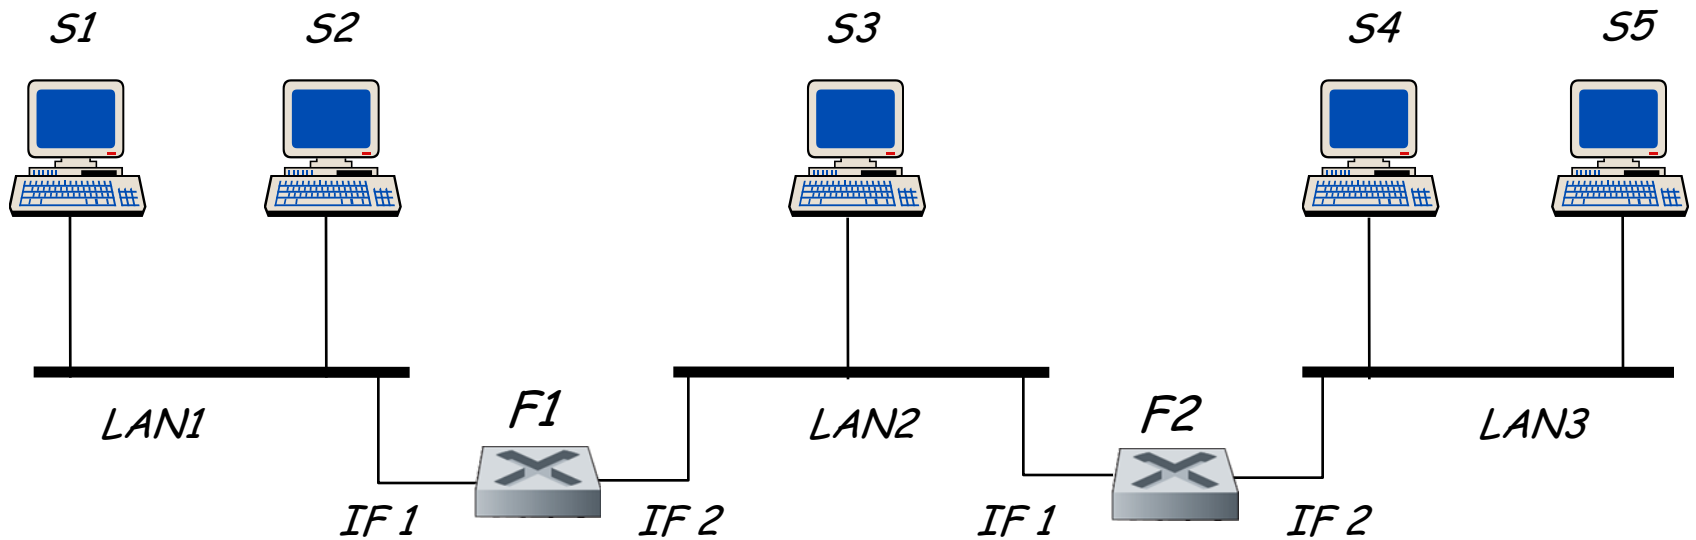 S1
S2
S3
S4
S5
LAN1
F1
LAN2
F2
LAN3
IF 1
IF 2
IF 1
IF 2